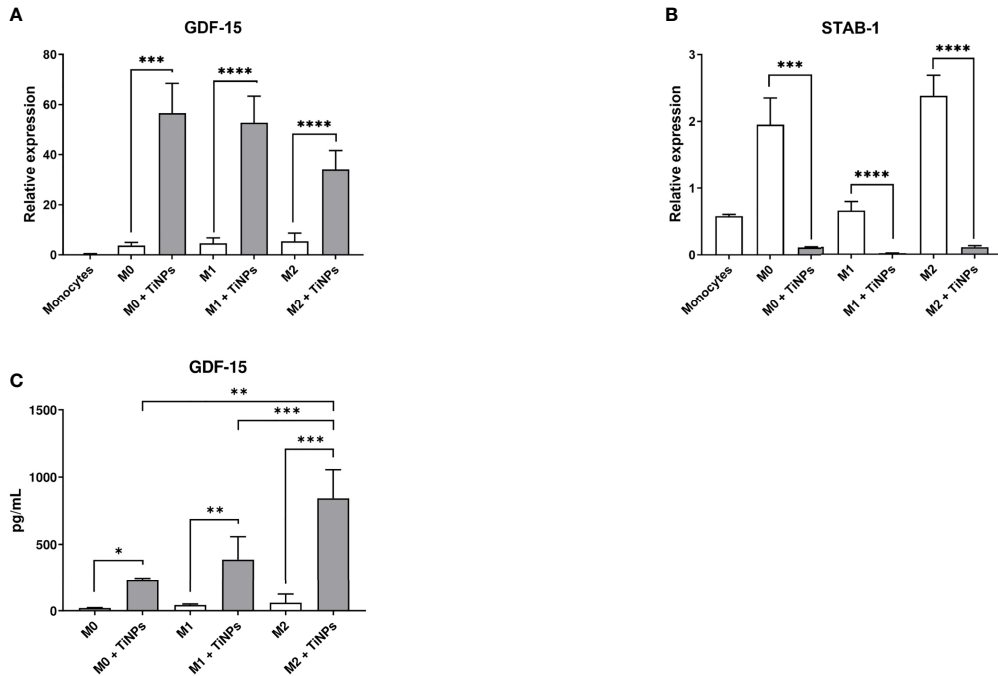 A
GDF-15
Relative expression
80
60
40
20
0
***
****
****
Monocytes
M0
M0 + TiNPs
M1
M1 + TiNPs
M2
M2 + TiNPs
B
STAB-1
Relative expression
3
2
1
0
***
****
****
Monocytes
M0
M0 + TiNPs
M1
M1 + TiNPs
M2
M2 + TiNPs
C
GDF-15
pg/mL
1500
1000
500
0
**
***
***
**
*
M0
M0 + TiNPs
M1
M1 + TiNPs
M2
M2 + TiNPs